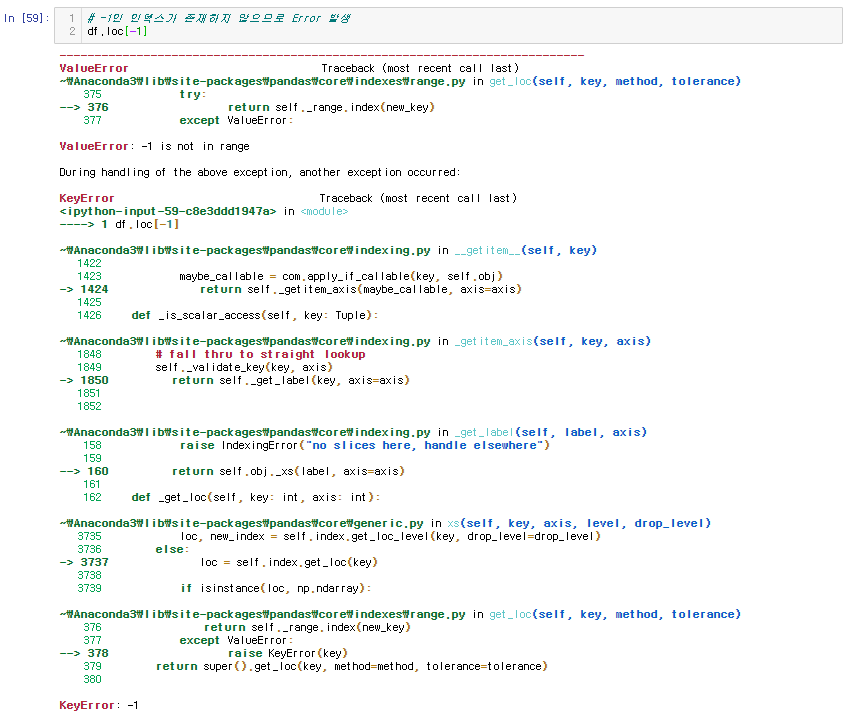 In [59]:
1 # -1인 인덱스가 존재하지 않으므로 Error 발생
2 df.loc[-1]
---------------------------------------------------------------------------
ValueError Traceback (most recent call last)
~₩Anaconda3₩lib₩site-packages₩pandas₩core₩indexes₩range.py in get_loc(self, key, method, tolerance)
375 try:
--> 376 return self._range.index(new_key)
377 except ValueError:
ValueError: -1 is not in range
During handling of the above exception, another exception occurred:
KeyError Traceback (most recent call last)
<ipython-input-59-c8e3ddd1947a> in <module>
----> 1 df.loc[-1]
~₩Anaconda3₩lib₩site-packages₩pandas₩core₩indexing.py in __getitem__(self, key)
1422
1423 maybe_callable = com.apply_if_callable(key, self.obj)
-> 1424 return self._getitem_axis(maybe_callable, axis=axis)
1425
1426 def _is_scalar_access(self, key: Tuple):
~₩Anaconda3₩lib₩site-packages₩pandas₩core₩indexing.py in _getitem_axis(self, key, axis)
1848 # fall thru to straight lookup
1849 self._validate_key(key, axis)
-> 1850 return self._get_label(key, axis=axis)
1851
1852
~₩Anaconda3₩lib₩site-packages₩pandas₩core₩indexing.py in _get_label(self, label, axis)
158 raise IndexingError("no slices here, handle elsewhere")
159
--> 160 return self.obj._xs(label, axis=axis)
161
162 def _get_loc(self, key: int, axis: int):
~₩Anaconda3₩lib₩site-packages₩pandas₩core₩generic.py in xs(self, key, axis, level, drop_level)
3735 loc, new_index = self.index.get_loc_level(key, drop_level=drop_level)
3736 else:
-> 3737 loc = self.index.get_loc(key)
3738
3739 if isinstance(loc, np.ndarray):
~₩Anaconda3₩lib₩site-packages₩pandas₩core₩indexes₩range.py in get_loc(self, key, method, tolerance)
376 return self._range.index(new_key)
377 except ValueError:
--> 378 raise KeyError(key)
379 return super().get_loc(key, method=method, tolerance=tolerance)
380
KeyError: -1